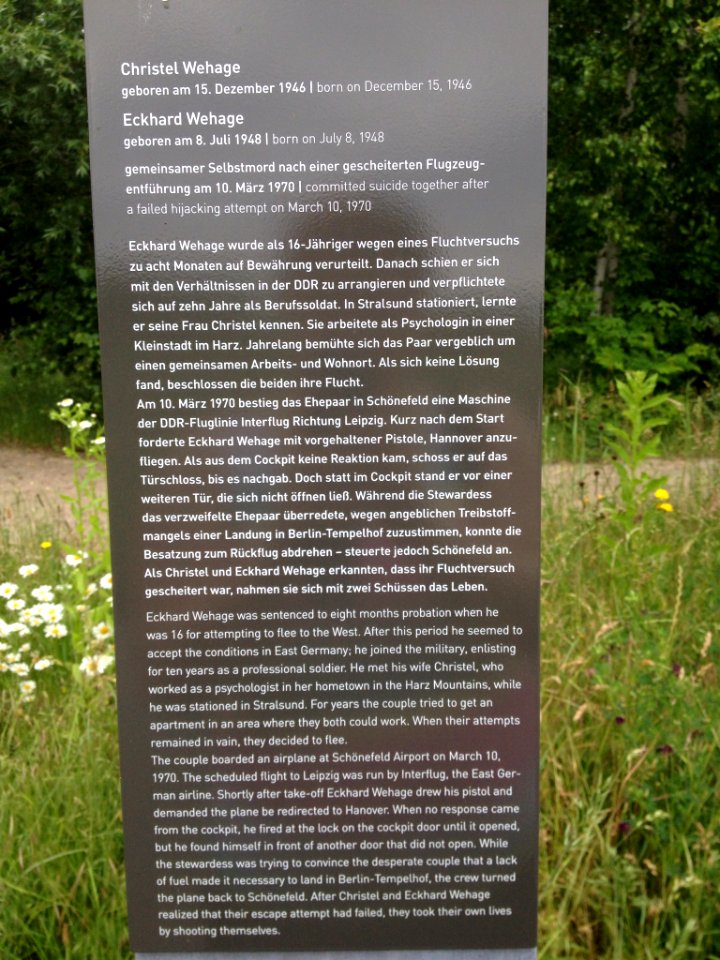 Christel Wehage
geboren am 15. Dezember 1946 | born on December 15, 1946
Eckhard Wehage
geboren am 8. Juli 1948 | born on July 8, 1948
gemeinsamer Selbstmord nach einer gescheiterten Flugzeug-
entführung am 10. März 1970 | committed suicide together after
a failed hijacking attempt on March 10, 1970
Eckhard Wehage wurde als 16-Jähriger wegen eines Fluchtversuchs
zu acht Monaten auf Bewährung verurteilt. Danach schien er sich
mit den Verhältnissen in der DDR zu arrangieren und verpflichtete
sich auf zehn Jahre als Berufssoldat. In Stralsund stationiert, lernte
er seine Frau Christel kennen. Sie arbeitete als Psychologin in einer
Kleinstadt im Harz. Jahrelang bemühte sich das Paar vergeblich um
einen gemeinsamen Arbeits- und Wohnort. Als sich keine Lösung
fand, beschlossen die beiden ihre Flucht.
Am 10. März 1970 bestieg das Ehepaar in Schönefeld eine Maschine
der DDR-Fluglinie Interflug Richtung Leipzig. Kurz nach dem Start
forderte Eckhard Wehage mit vorgehaltener Pistole, Hannover anzu-
fliegen. Als aus dem Cockpit keine Reaktion kam, schoss er auf das
Türschloss, bis es nachgab. Doch statt im Cockpit stand er vor einer
weiteren Tür, die sich nicht öffnen ließ. Während die Stewardess
das verzweifelte Ehepaar überredete, wegen angeblichen Treibstoff-
mangels einer Landung in Berlin-Tempelhof zuzustimmen, konnte die
Besatzung zum Rückflug abdrehen – steuerte jedoch Schönefeld an.
Als Christel und Eckhard Wehage erkannten, dass ihr Fluchtversuch
gescheitert war, nahmen sie sich mit zwei Schüssen das Leben.
Eckhard Wehage was sentenced to eight months probation when he
was 16 for attempting to flee to the West. After this period he seemed to
accept the conditions in East Germany; he joined the military, enlisting
for ten years as a professional soldier. He met his wife Christel, who
worked as a psychologist in her hometown in the Harz Mountains, while
he was stationed in Stralsund. For years the couple tried to get an
apartment in an area where they both could work. When their attempts
remained in vain, they decided to flee.
The couple boarded an airplane at Schönefeld Airport on March 10,
1970. The scheduled flight to Leipzig was run by Interflug, the East Ger-
man airline. Shortly after take-off Eckhard Wehage drew his pistol and
demanded the plane be redirected to Hanover. When no response came
from the cockpit, he fired at the lock on the cockpit door until it opened,
but he found himself in front of another door that did not open. While
the stewardess was trying to convince the desperate couple that a lack
of fuel made it necessary to land in Berlin-Tempelhof, the crew turned
the plane back to Schönefeld. After Christel and Eckhard Wehage
realized that their escape attempt had failed, they took their own lives
by shooting themselves.